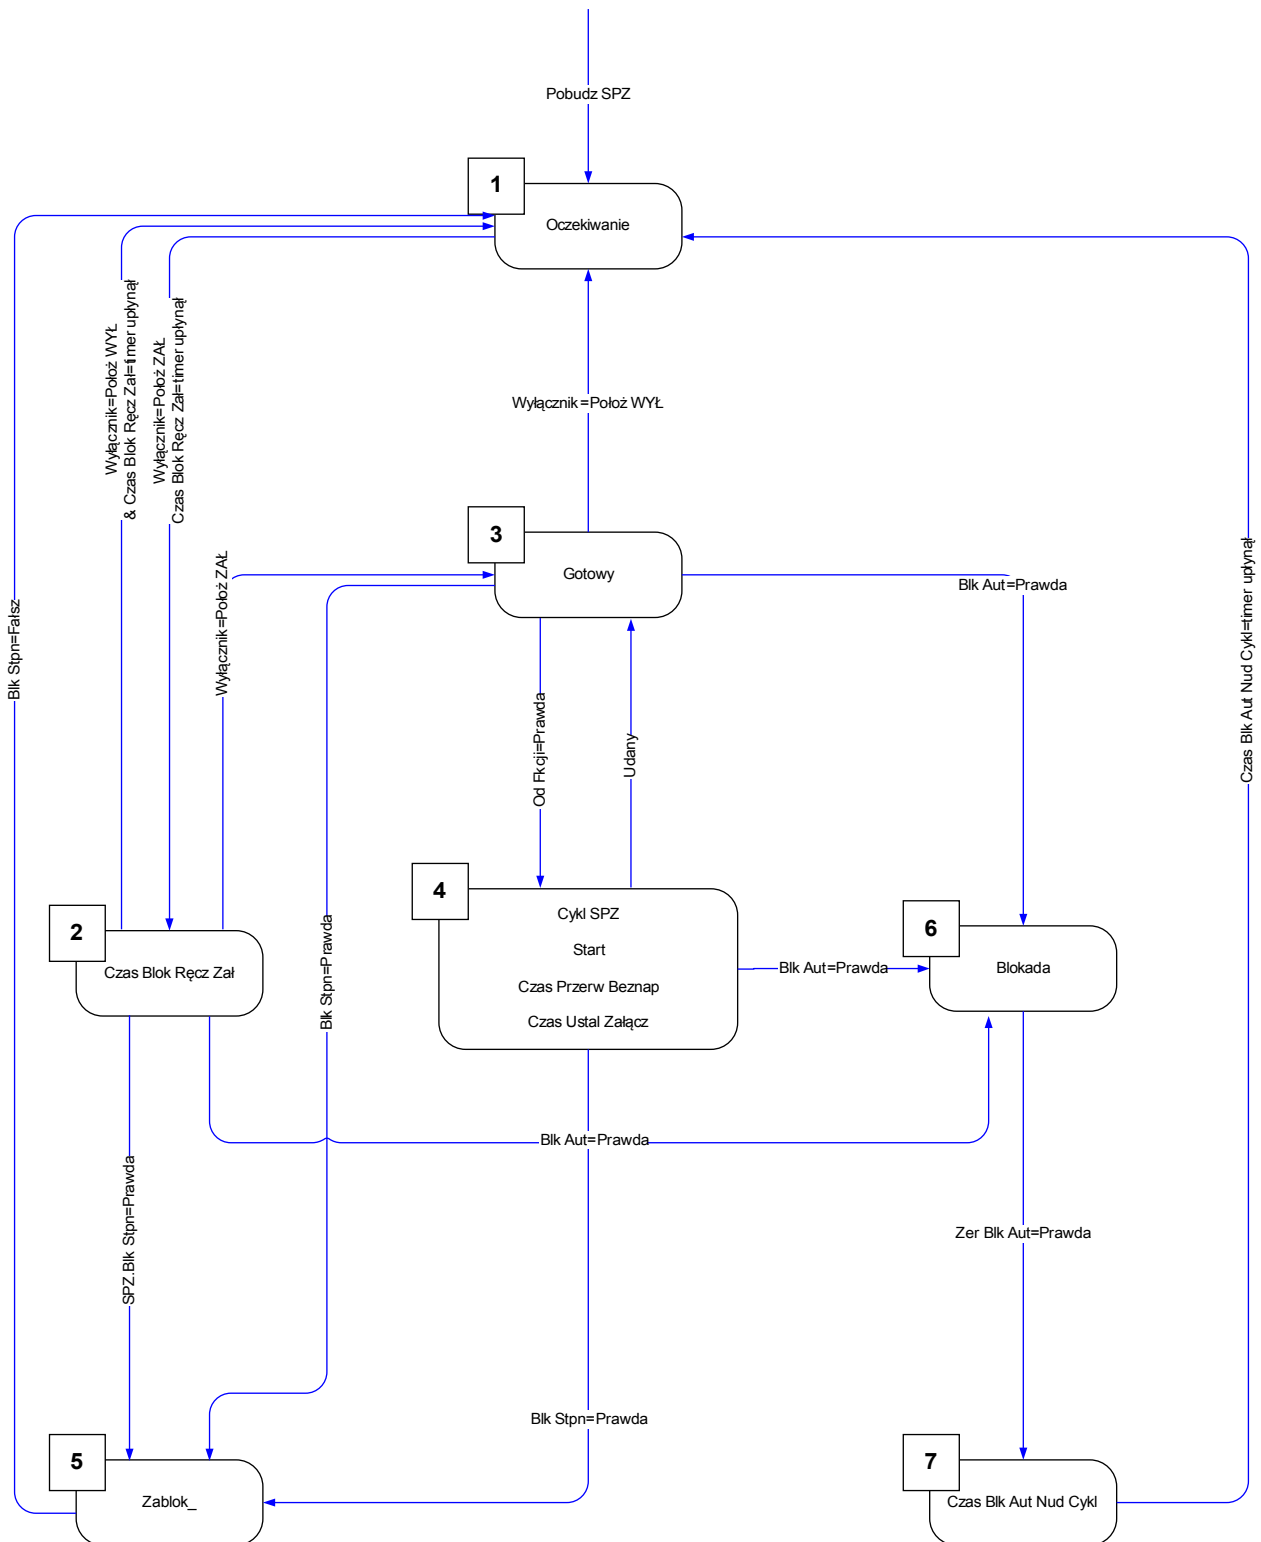 Pobudz SPZ
1
Oczekiwanie
Wyłącznik=Położ WYŁ
& Czas Blok Ręcz Zał=timer upłynął
Wyłącznik=Położ ZAŁ
Czas Blok Ręcz Zał=timer upłynął
Wyłącznik=Położ WYŁ
3
Gotowy
Blk Aut=Prawda
Wyłącznik=Położ ZAŁ
Blk Stpn=Fałsz
Czas Blk Aut Nud Cykl=timer upłynął
Od Fkcji=Prawda
Udany
4
Cykl SPZ
Start
Czas Przerw Beznap
Czas Ustal Załącz
2
Czas Blok Ręcz Zał
Blk Stpn=Prawda
Blk Aut=Prawda
6
Blokada
Blk Aut=Prawda
SPZ.Blk Stpn=Prawda
Zer Blk Aut=Prawda
Blk Stpn=Prawda
5
Zablok_
7
Czas Blk Aut Nud Cykl